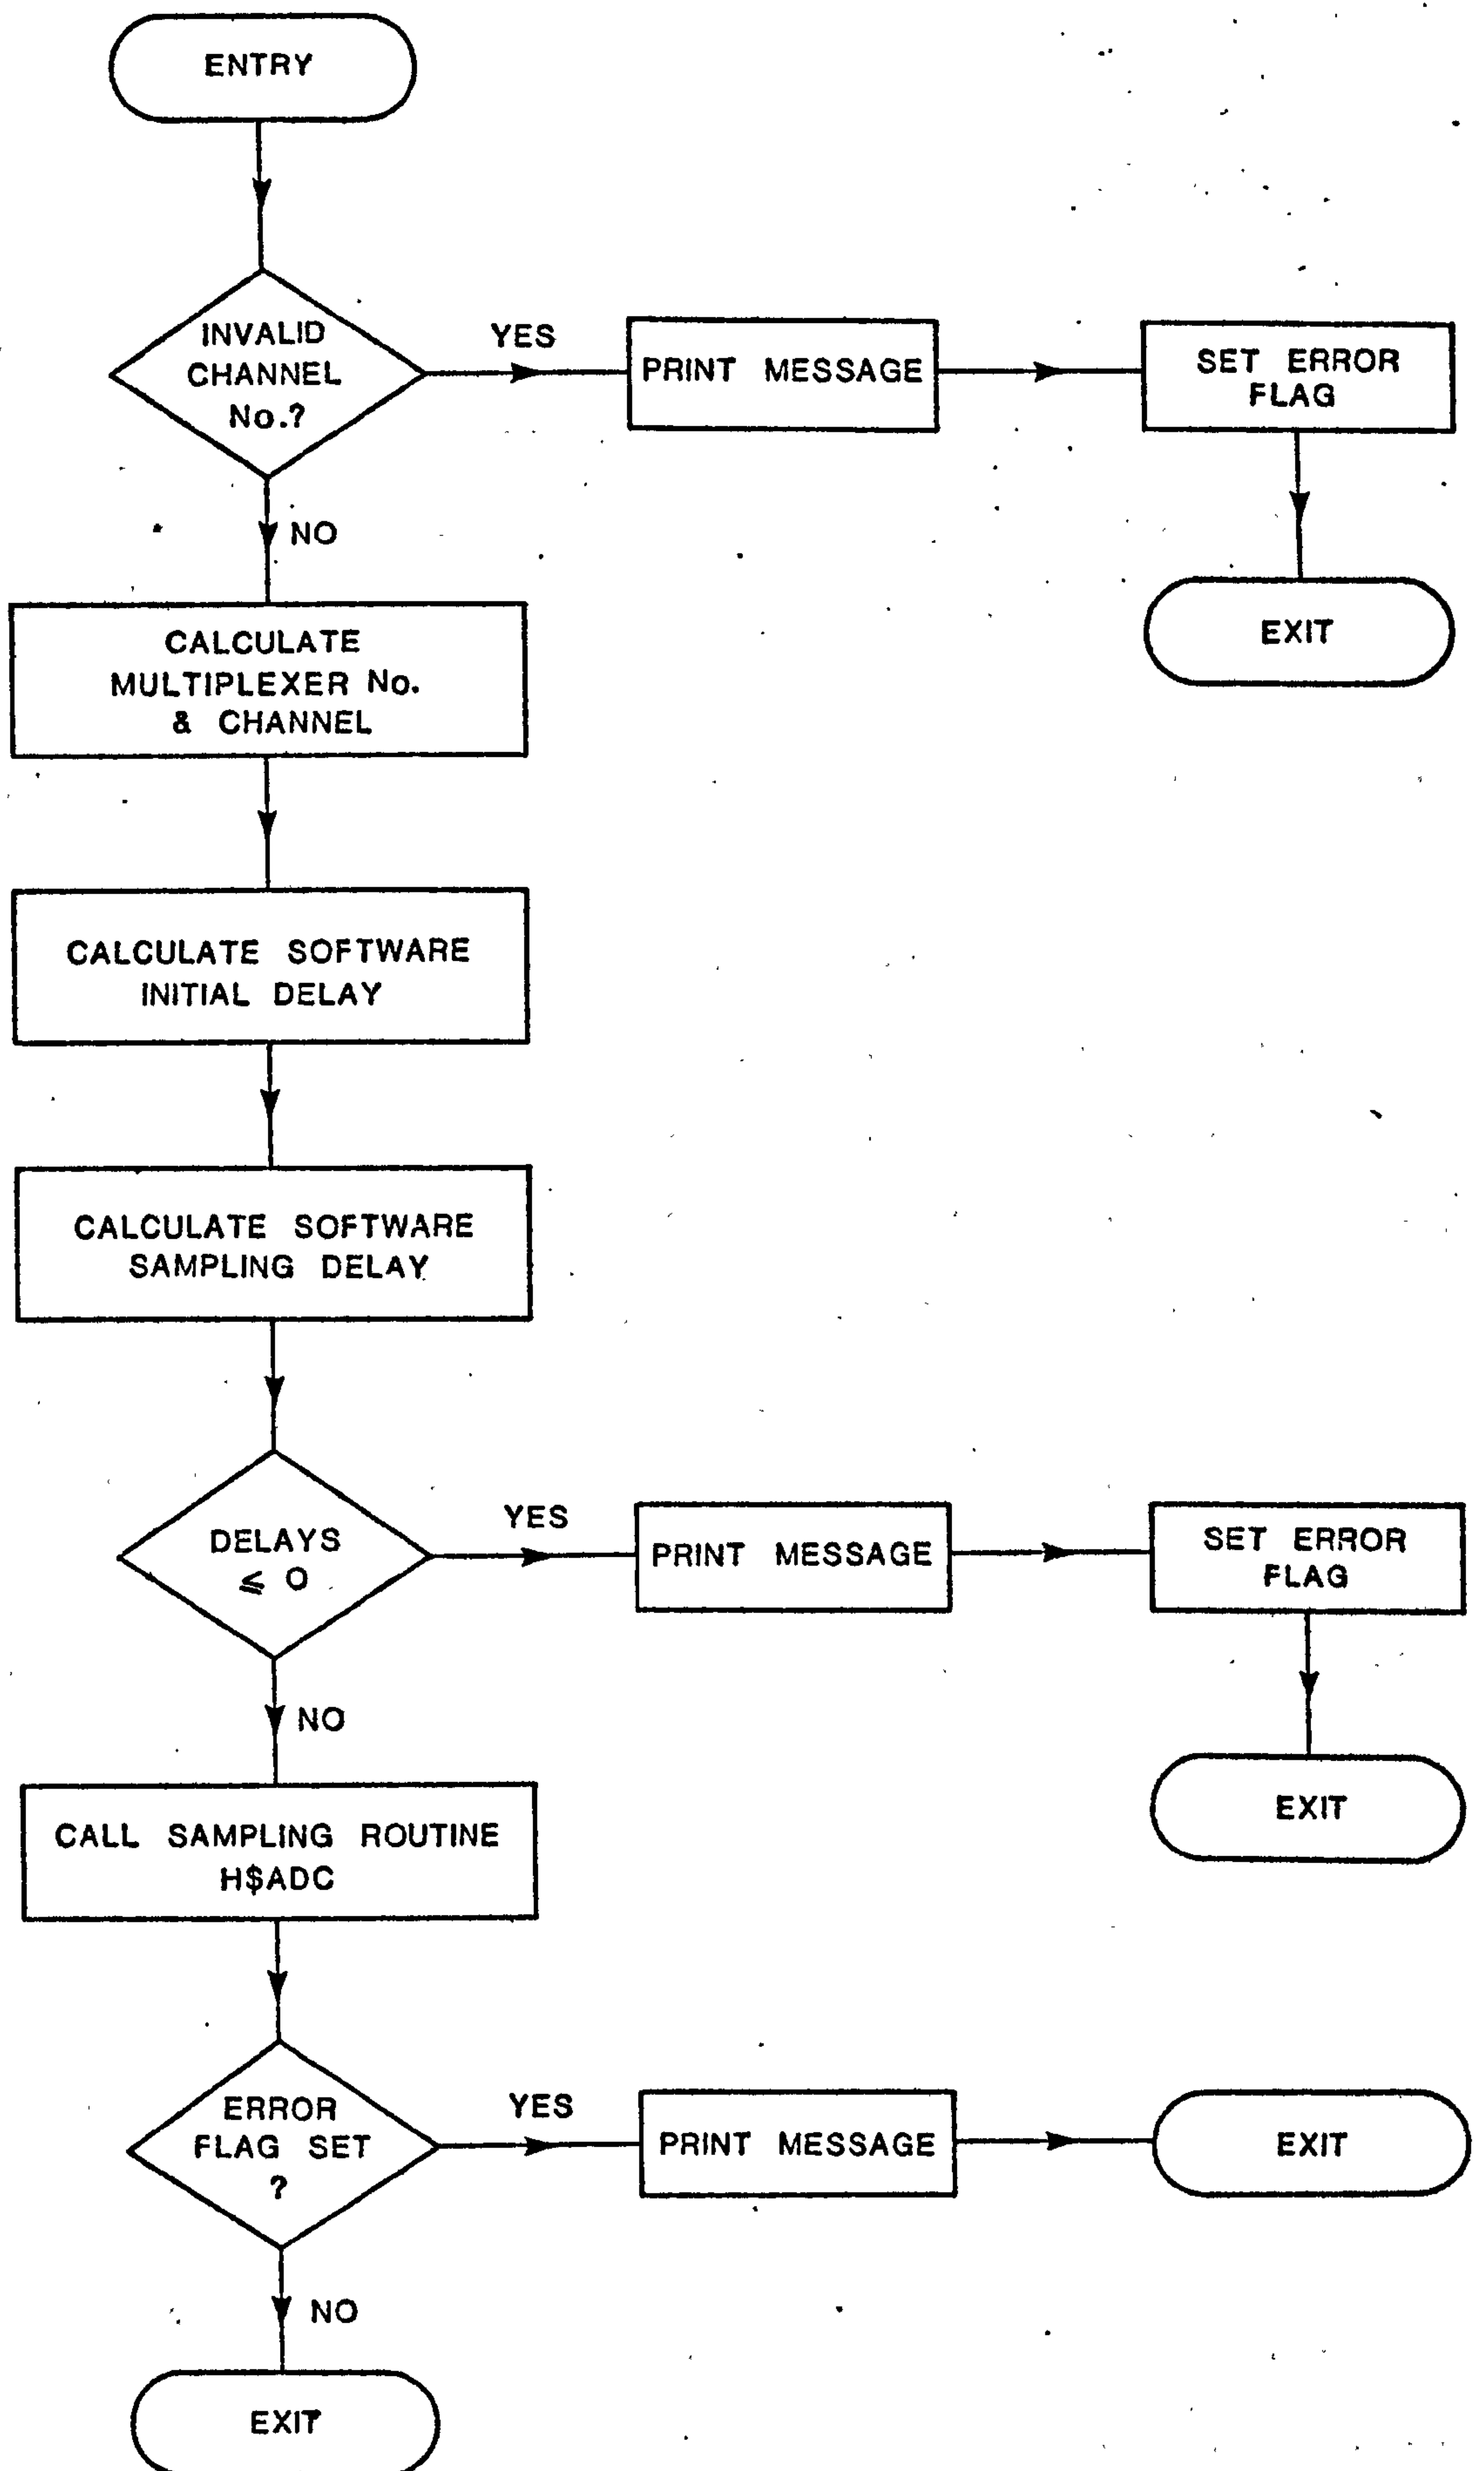 ENTRY
INVALID
CHANNEL
No.?
YES
PRINT MESSAGE
SET ERROR
FLAG
EXIT
NO
CALCULATE
MULTIPLEXER No.
& CHANNEL
CALCULATE SOFTWARE
INITIAL DELAY
CALCULATE SOFTWARE
SAMPLING DELAY
DELAYS
⩽ 0
YES
PRINT MESSAGE
SET ERROR
FLAG
EXIT
NO
CALL SAMPLING ROUTINE
H$ADC
ERROR
FLAG SET
?
YES
PRINT MESSAGE
EXIT
NO
EXIT